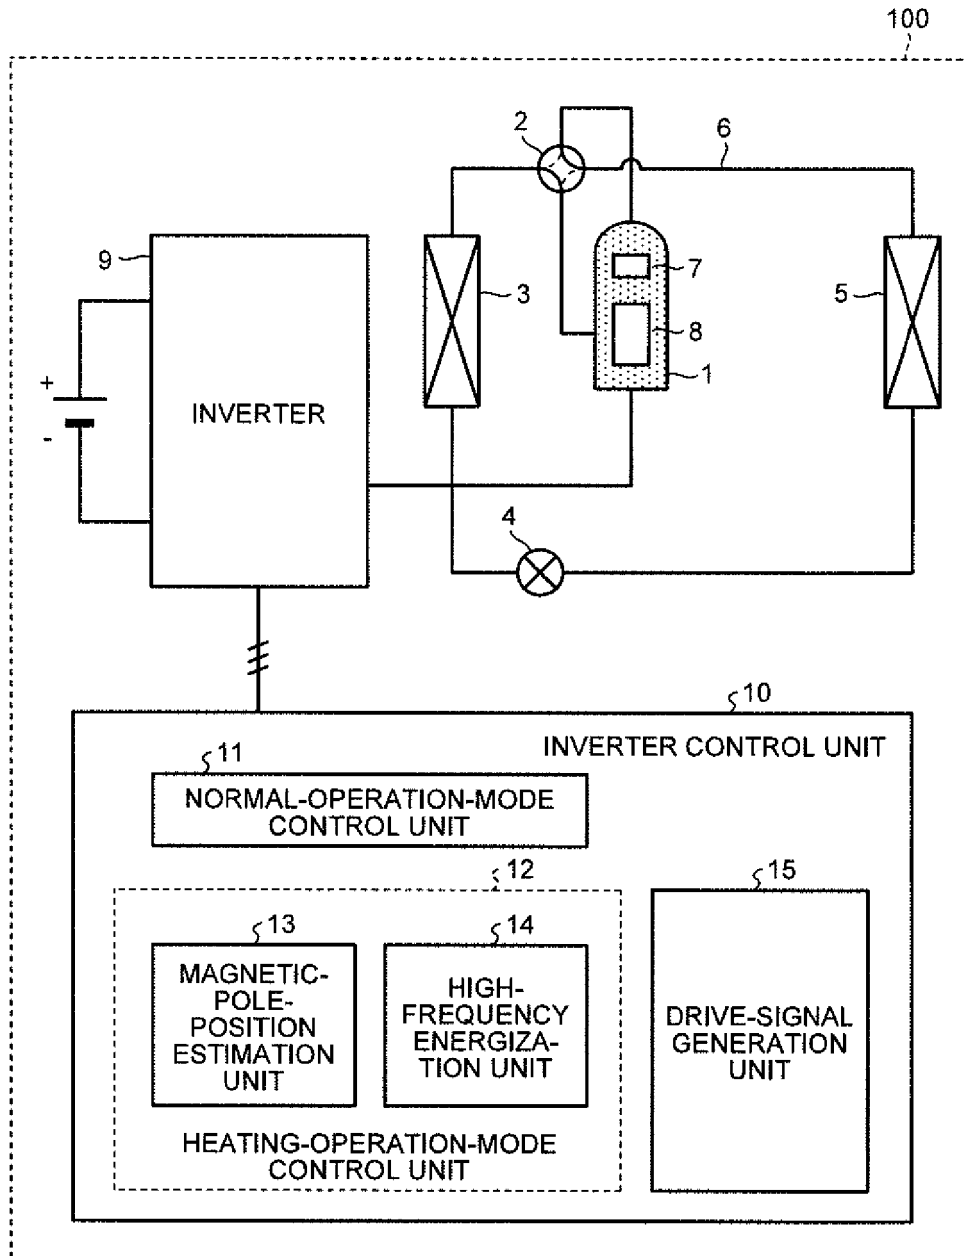 100
2
6
9
3
7
5
8
1
+
INVERTER
-
4
10
INVERTER CONTROL UNIT
11
NORMAL-OPERATION-MODE
CONTROL UNIT
12
15
13
14
MAGNETIC-
POLE-
POSITION
ESTIMATION
UNIT
HIGH-
FREQUENCY
ENERGIZA-
TION UNIT
DRIVE-SIGNAL
GENERATION
UNIT
HEATING-OPERATION-MODE
CONTROL UNIT